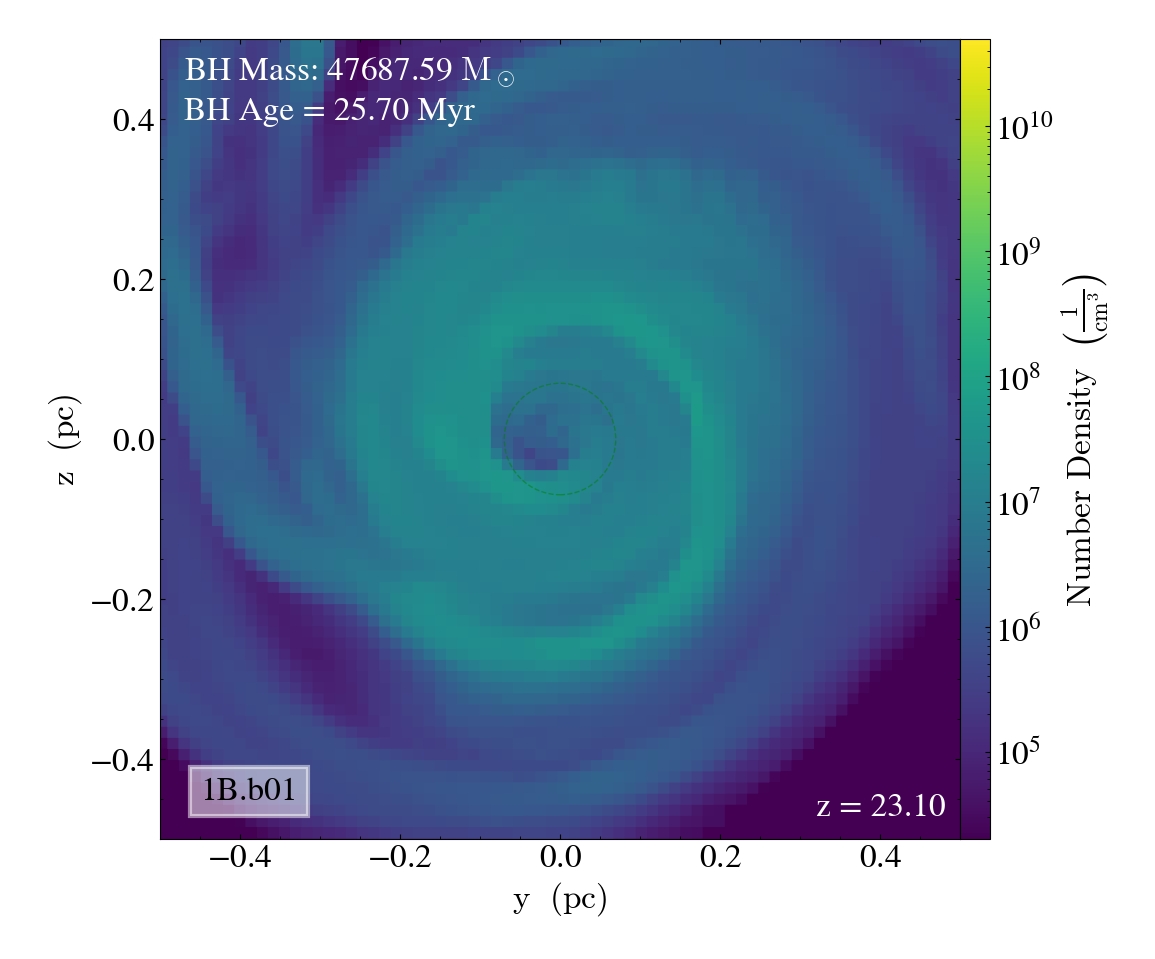 BH Mass: 47687.59 M⊙
BH Age = 25.70 Myr
0.4
0.2
0.0
−0.2
−0.4
z (pc)
1B.b01
z = 23.10
−0.4 −0.2 0.0 0.2 0.4
y (pc)
10^10
10^9
10^8
10^7
10^6
10^5
Number Density (1/cm^3)